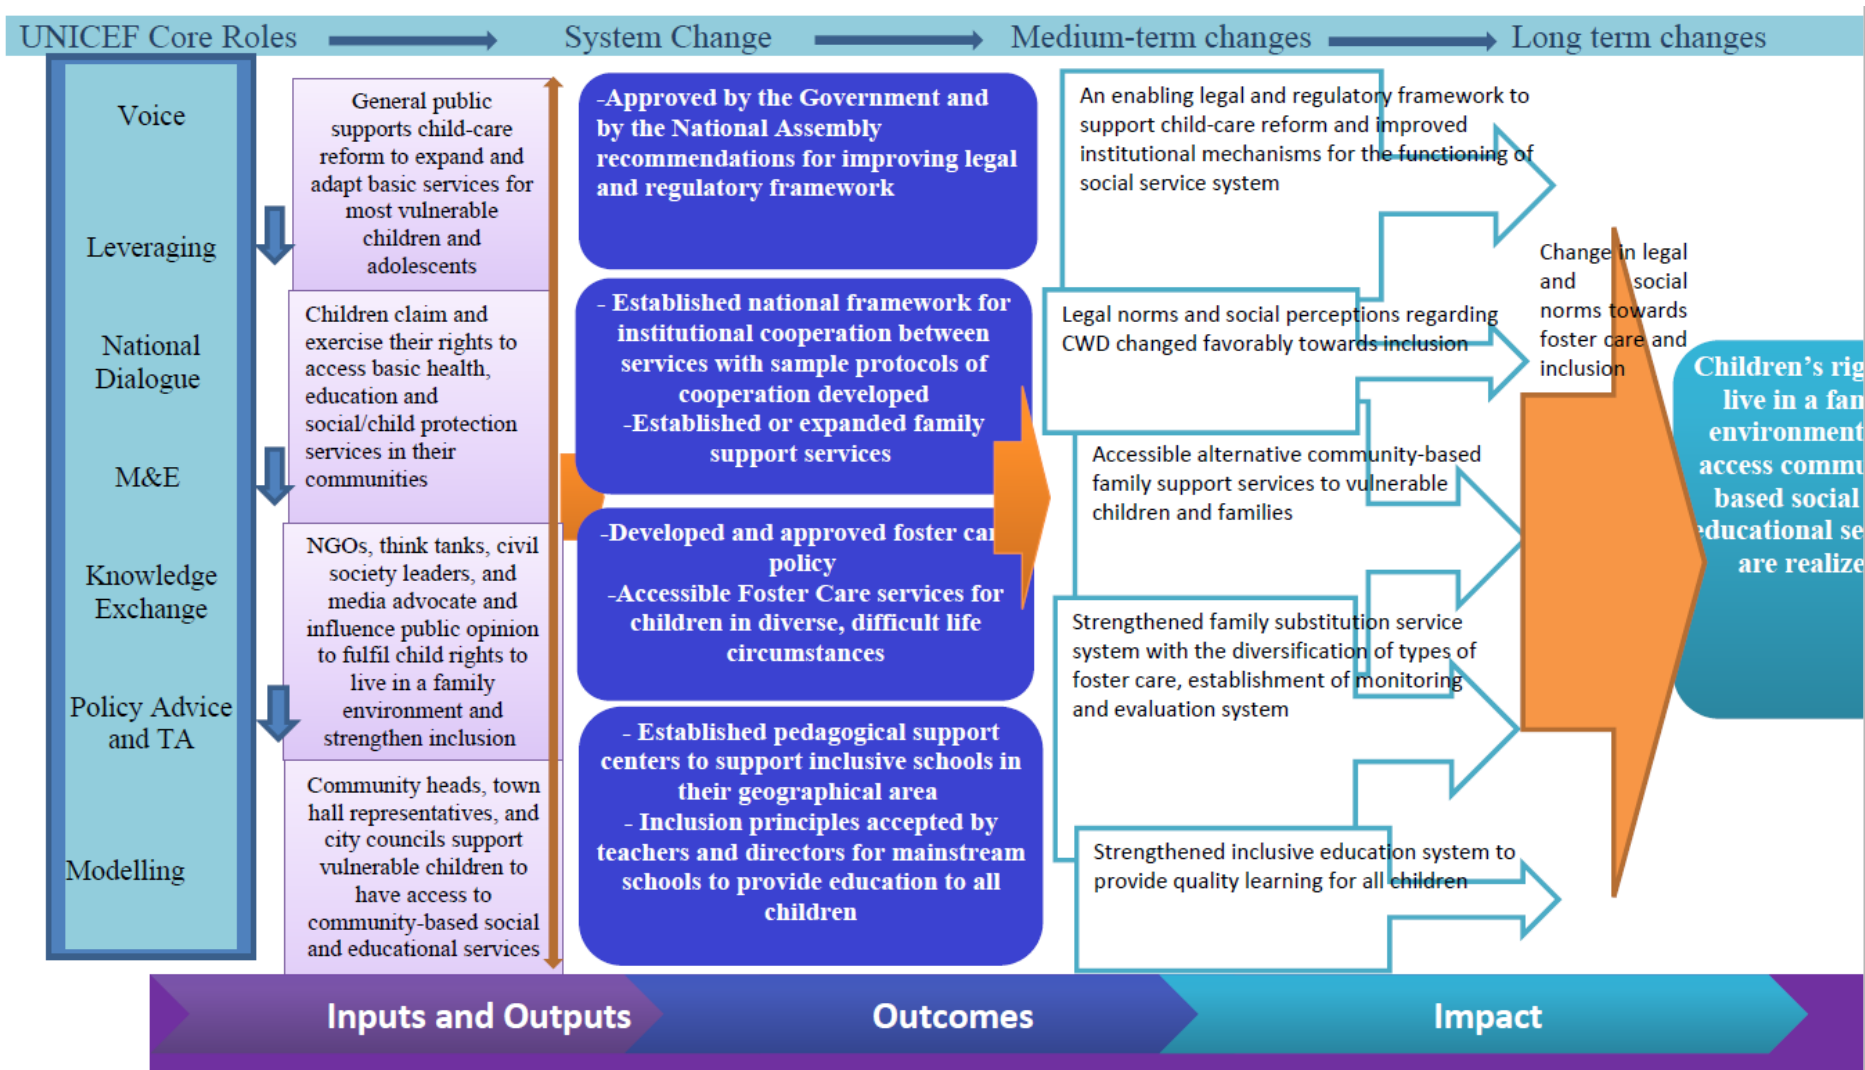 UNICEF Core Roles
System Change
Medium-term changes
Long term changes
Voice
Leveraging
National
Dialogue
M&E
Knowledge
Exchange
Policy Advice
and TA
Modelling
General public
supports child-care
reform to expand and
adapt basic services for
most vulnerable
children and
adolescents
Children claim and
exercise their rights to
access basic health,
education and
social/child protection
services in their
communities
NGOs, think tanks, civil
society leaders, and
media advocate and
influence public opinion
to fulfil child rights to
live in a family
environment and
strengthen inclusion
Community heads, town
hall representatives, and
city councils support
vulnerable children to
have access to
community-based social
and educational services
-Approved by the Government and
by the National Assembly
recommendations for improving legal
and regulatory framework
- Established national framework for
institutional cooperation between
services with sample protocols of
cooperation developed
-Established or expanded family
support services
-Developed and approved foster car
policy
-Accessible Foster Care services for
children in diverse, difficult life
circumstances
- Established pedagogical support
centers to support inclusive schools in
their geographical area
- Inclusion principles accepted by
teachers and directors for mainstream
schools to provide education to all
children
An enabling legal and regulatory framework to
support child-care reform and improved
institutional mechanisms for the functioning of
social service system
Legal norms and social perceptions regarding
CWD changed favorably towards inclusion
Accessible alternative community-based
family support services to vulnerable
children and families
Strengthened family substitution service
system with the diversification of types of
foster care, establishment of monitoring
and evaluation system
Strengthened inclusive education system to
provide quality learning for all children
Change in legal
and social
norms towards
foster care and
inclusion
Children's rig
live in a fan
environment
access commu
based social
educational se
are realize
Inputs and Outputs
Outcomes
Impact